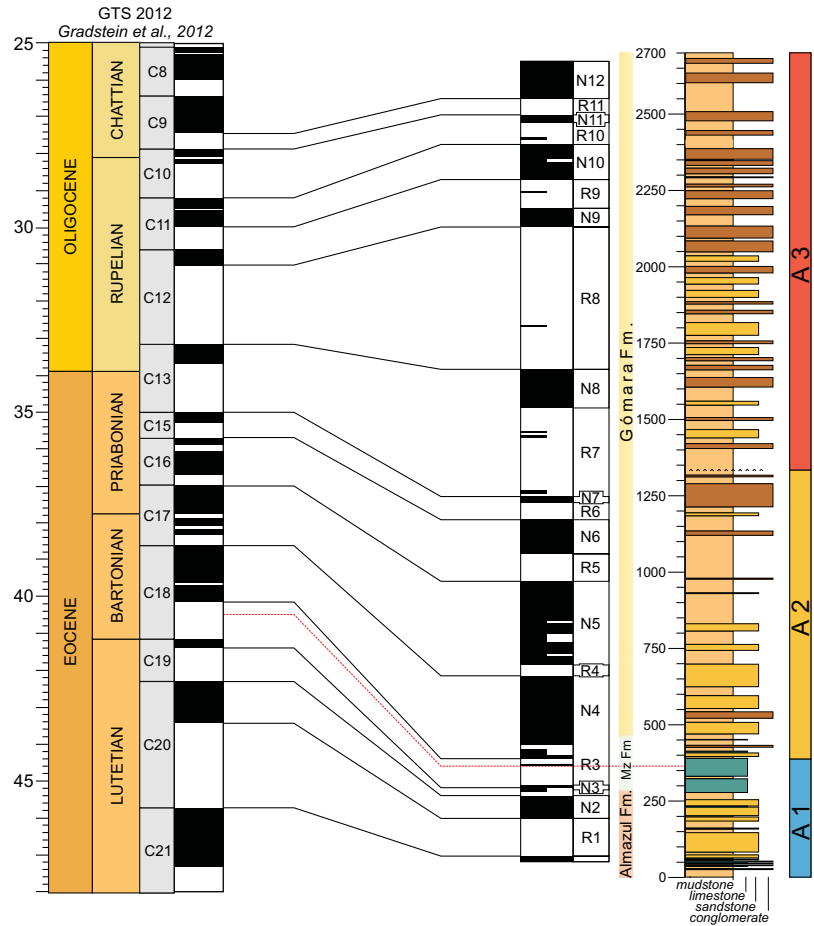 GTS 2012
Gradstein et al., 2012
25
30
35
40
45
OLIGOCENE
EOCENE
CHATTIAN
RUPELIAN
PRIABONIAN
BARTONIAN
LUTETIAN
C8
C9
C10
C11
C12
C13
C15
C16
C17
C18
C19
C20
C21
N12
R11
N11
R10
N10
R9
N9
R8
N8
R7
N7
R6
N6
R5
N5
R4
N4
R3
N3
N2
R1
Gómara Fm.
Mz Fm
Almazul Fm.
2700
2500
2250
2000
1750
1500
1250
1000
750
500
250
0
mudstone
limestone
sandstone
conglomerate
A 3
A 2
A 1